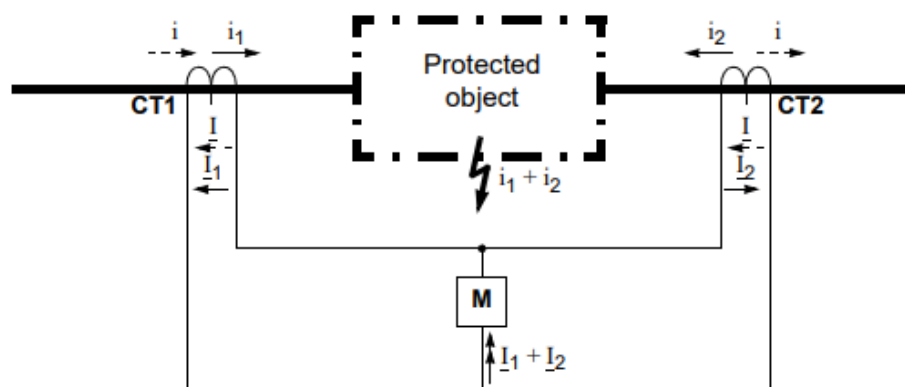 i i₁ i₂ i
Protected
object
CT1 CT2
I I
I₁ I₂
i₁ + i₂
M
I₁ + I₂